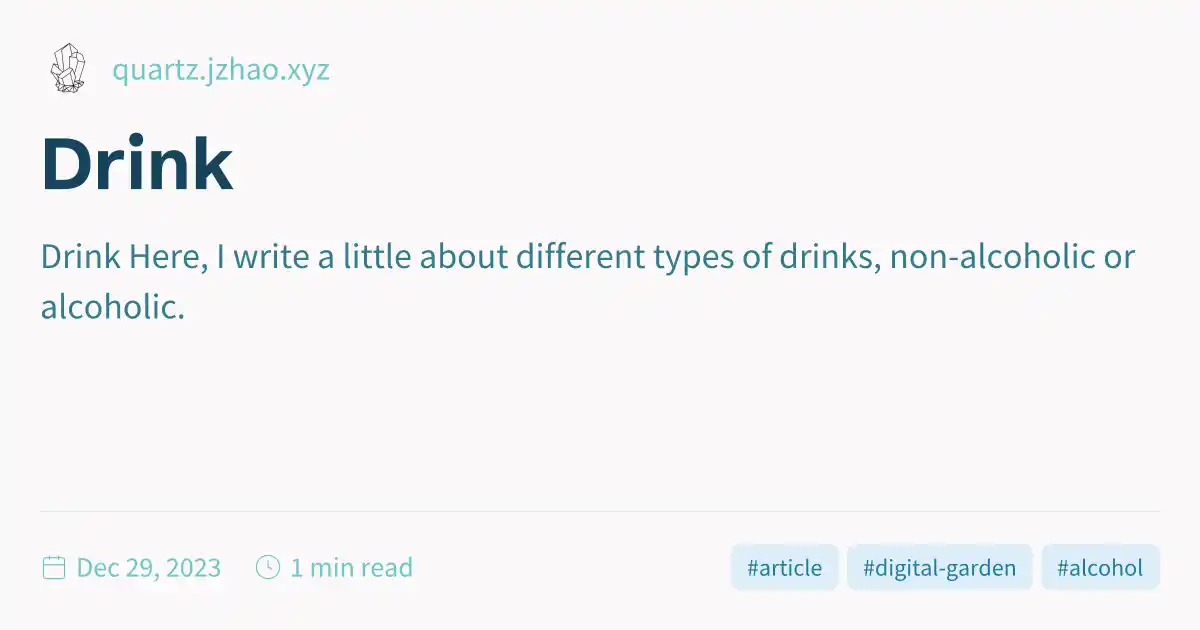 quartz.jzhao.xyz
Drink
Drink Here, I write a little about different types of drinks, non-alcoholic or
alcoholic.
Dec 29, 2023 1 min read #article #digital-garden #alcohol